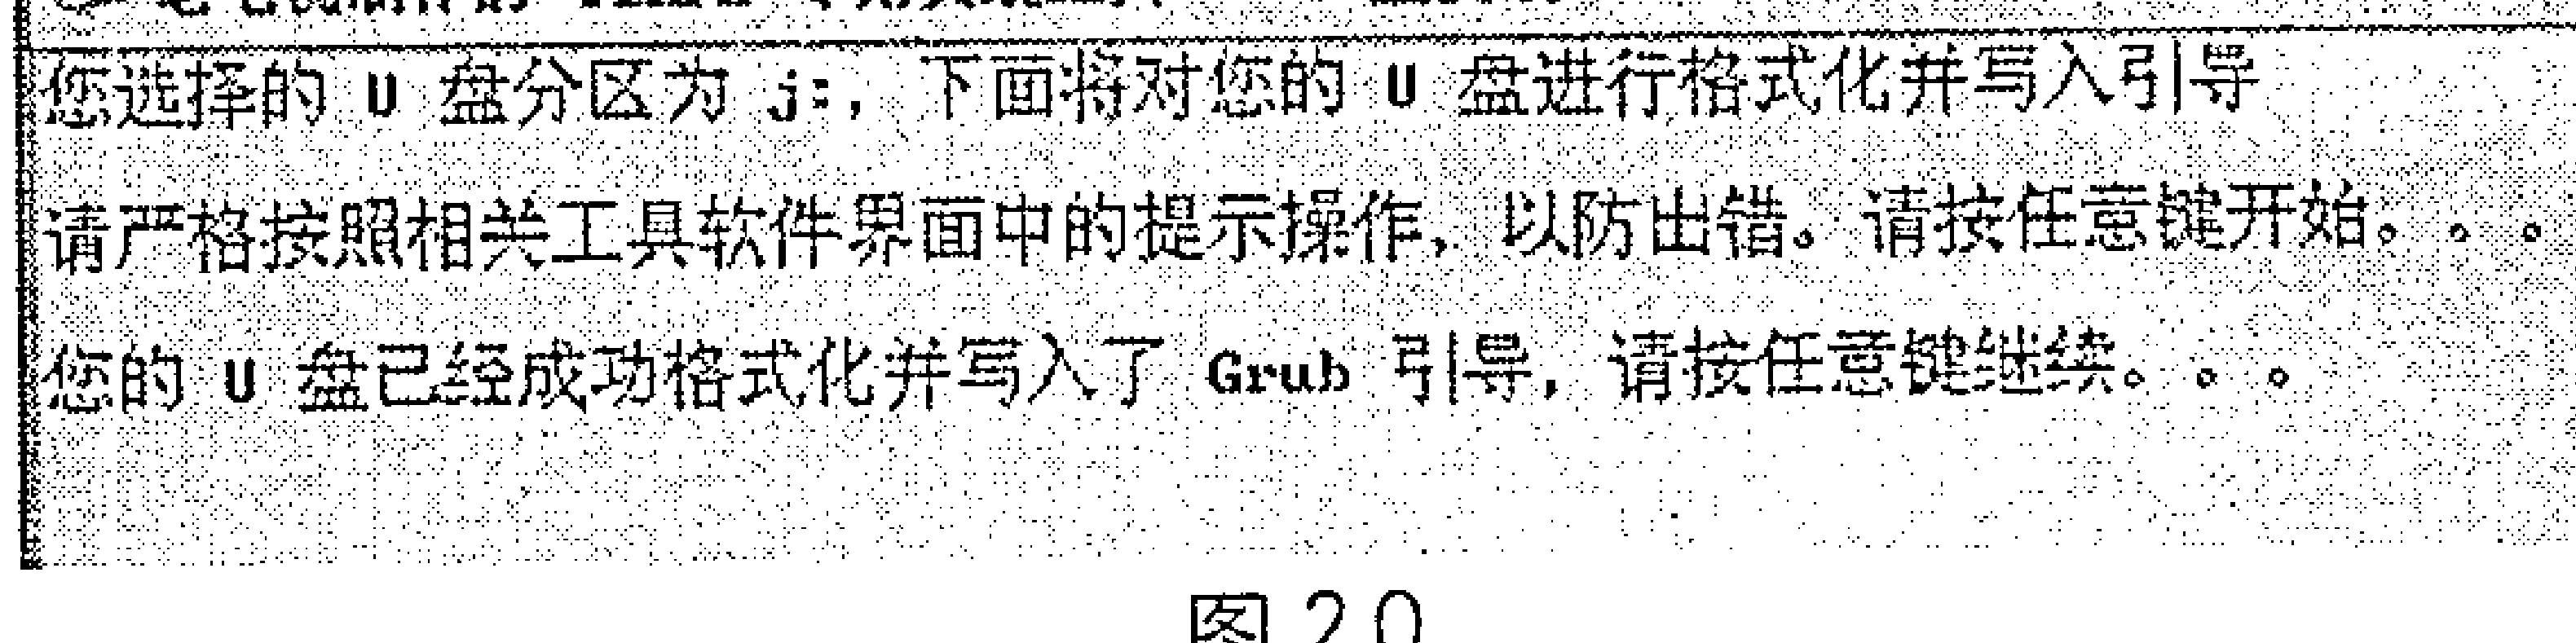 您选择的 U 盘分区为 j:，下面将对您的 U 盘进行格式化并写入引导
请严格按照相关工具软件界面中的提示操作，以防出错。请按任意键开始。。。
您的 U 盘已经成功格式化并写入了 Grub 引导，请按任意键继续。。。
图20